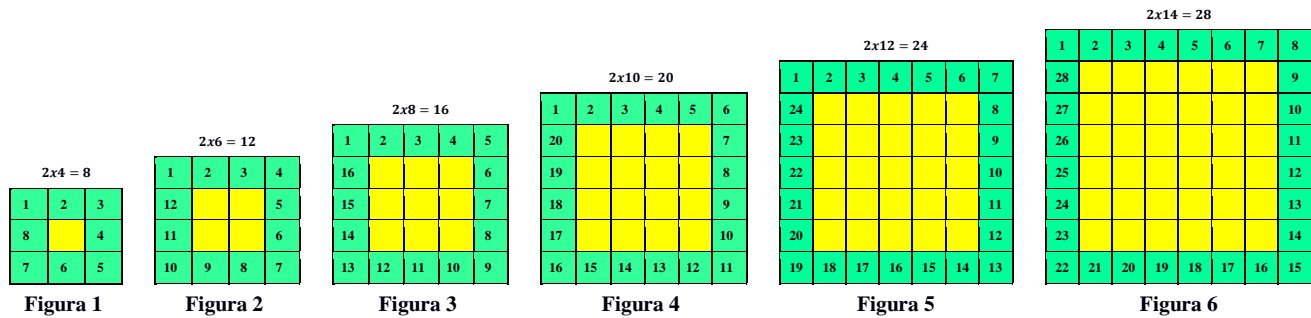 2x4 = 8
1 2 3
8 4
7 6 5
Figura 1
2x6 = 12
1 2 3 4
12 5
11 6
10 9 8 7
Figura 2
2x8 = 16
1 2 3 4 5
16 6
15 7
14 8
13 12 11 10 9
Figura 3
2x10 = 20
1 2 3 4 5 6
20 7
19 8
18 9
17 10
16 15 14 13 12 11
Figura 4
2x12 = 24
1 2 3 4 5 6 7
24 8
23 9
22 10
21 11
20 12
19 18 17 16 15 14 13
Figura 5
2x14 = 28
1 2 3 4 5 6 7 8
28 9
27 10
26 11
25 12
24 13
23 14
22 21 20 19 18 17 16 15
Figura 6